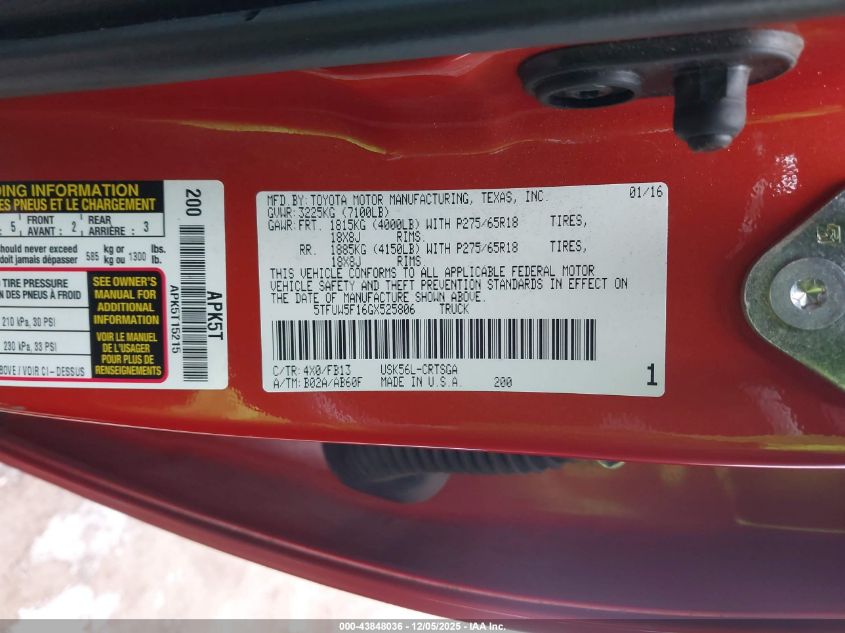 DING INFORMATION
ES PNEUS ET LE CHARGEMENT
: 5 FRONT AVANT : 2 REAR ARRIÈRE : 3
should never exceed 585 kg or 1300 lbs.
doit jamais dépasser kg ou lb.
TIRE PRESSURE
N DES PNEUS À FROID
210 kPa, 30 PSI
230 kPa, 33 PSI
ABOVE / VOIR CI - DESSUS
SEE OWNER'S
MANUAL FOR
ADDITIONAL
INFORMATION
VOIR LE MANUEL
DE L'USAGER
POUR PLUS DE
RENSEIGNEMENTS
200
APK5T
APK5T15215
MFD.BY: TOYOTA MOTOR MANUFACTURING, TEXAS, INC. 01/16
GVWR: 3225KG (7100LB)
GAWR: FRT. 1815KG (4000LB) WITH P275/65R18 TIRES,
18X8J RIMS
RR. 1885KG (4150LB) WITH P275/65R18 TIRES,
18X8J RIMS
THIS VEHICLE CONFORMS TO ALL APPLICABLE FEDERAL MOTOR
VEHICLE SAFETY AND THEFT PREVENTION STANDARDS IN EFFECT ON
THE DATE OF MANUFACTURE SHOWN ABOVE.
5TFUW5F16GX525806 TRUCK
C/TR: 4X0/FB13 USK56L-CRTSGA
A/TM: B02A/AB60F MADE IN U.S.A. 200
1
000-43848036 - 12/05/2025 - IAA, Inc.